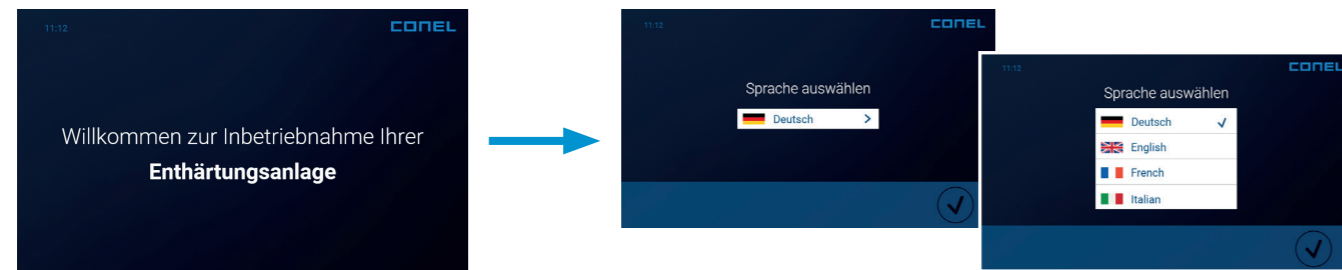 11:12
CONEL
Willkommen zur Inbetriebnahme Ihrer
Enthärtungsanlage
11:12
CONEL
Sprache auswählen
Deutsch
11:12
CONEL
Sprache auswählen
Deutsch
English
French
Italian